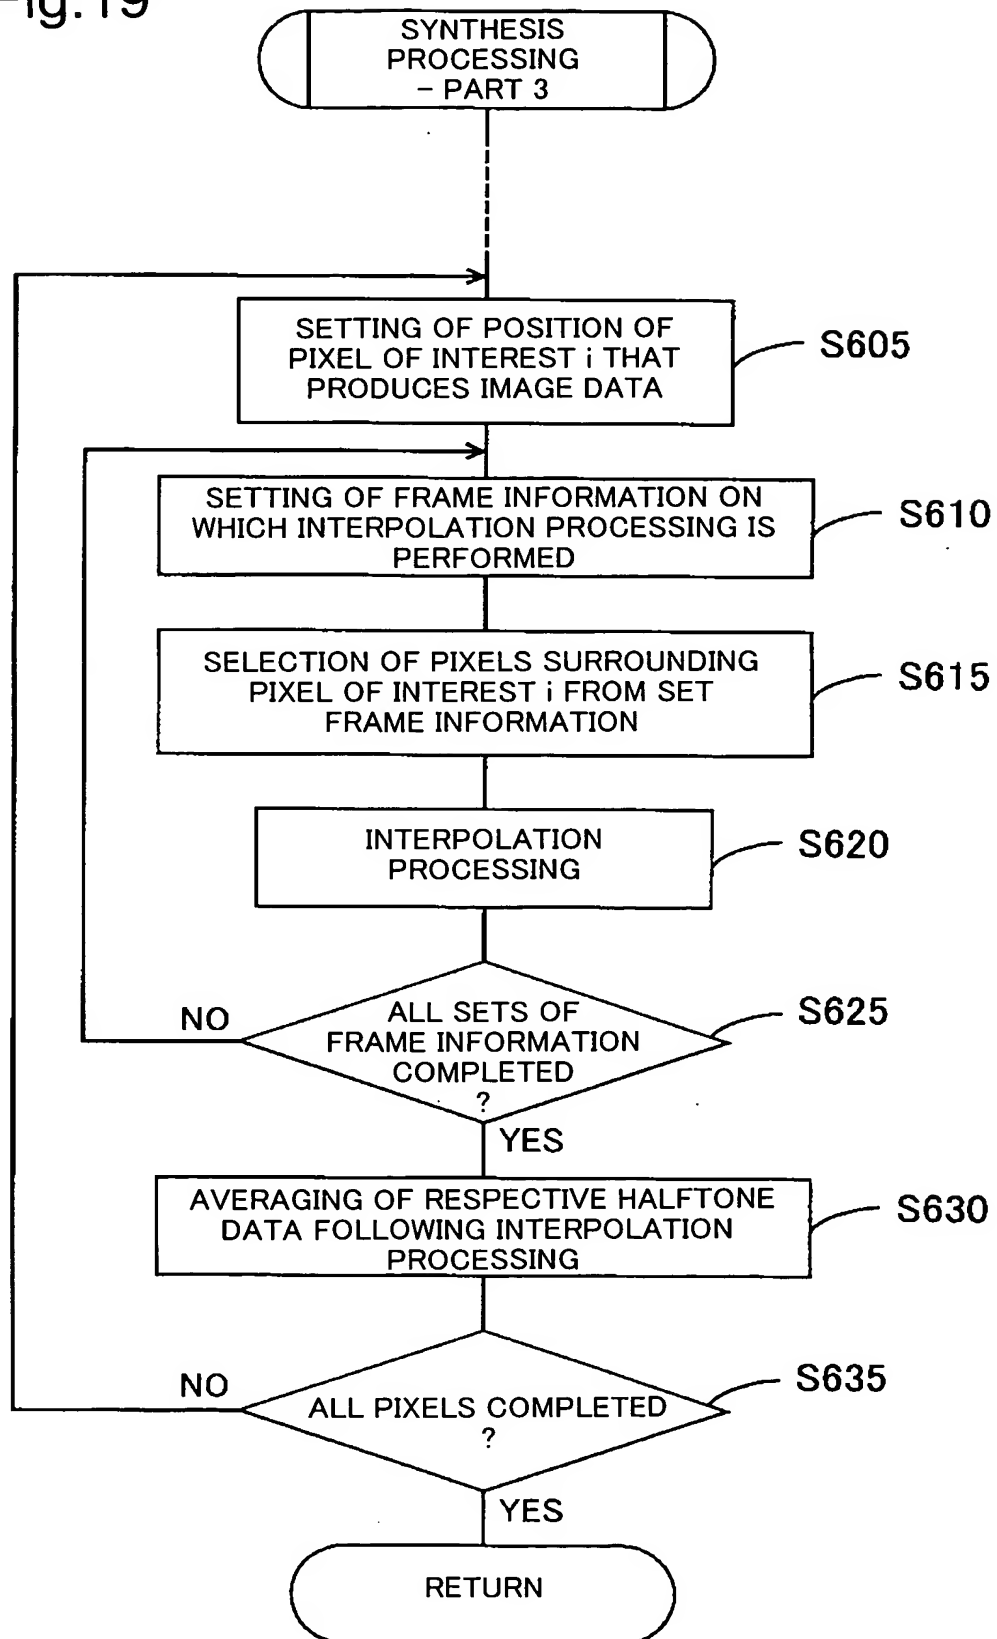 Fig.19
SYNTHESIS
PROCESSING
– PART 3
SETTING OF POSITION OF
PIXEL OF INTEREST i THAT
PRODUCES IMAGE DATA
S605
SETTING OF FRAME INFORMATION ON
WHICH INTERPOLATION PROCESSING IS
PERFORMED
S610
SELECTION OF PIXELS SURROUNDING
PIXEL OF INTEREST i FROM SET
FRAME INFORMATION
S615
INTERPOLATION
PROCESSING
S620
ALL SETS OF
FRAME INFORMATION
COMPLETED
?
S625
NO
YES
AVERAGING OF RESPECTIVE HALFTONE
DATA FOLLOWING INTERPOLATION
PROCESSING
S630
ALL PIXELS COMPLETED
?
S635
NO
YES
RETURN